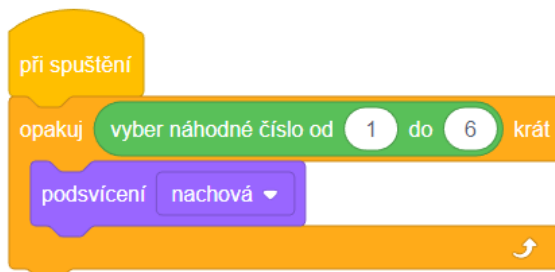 při spuštění
opakuj vyber náhodné číslo od 1 do 6 krát
podsvícení nachová